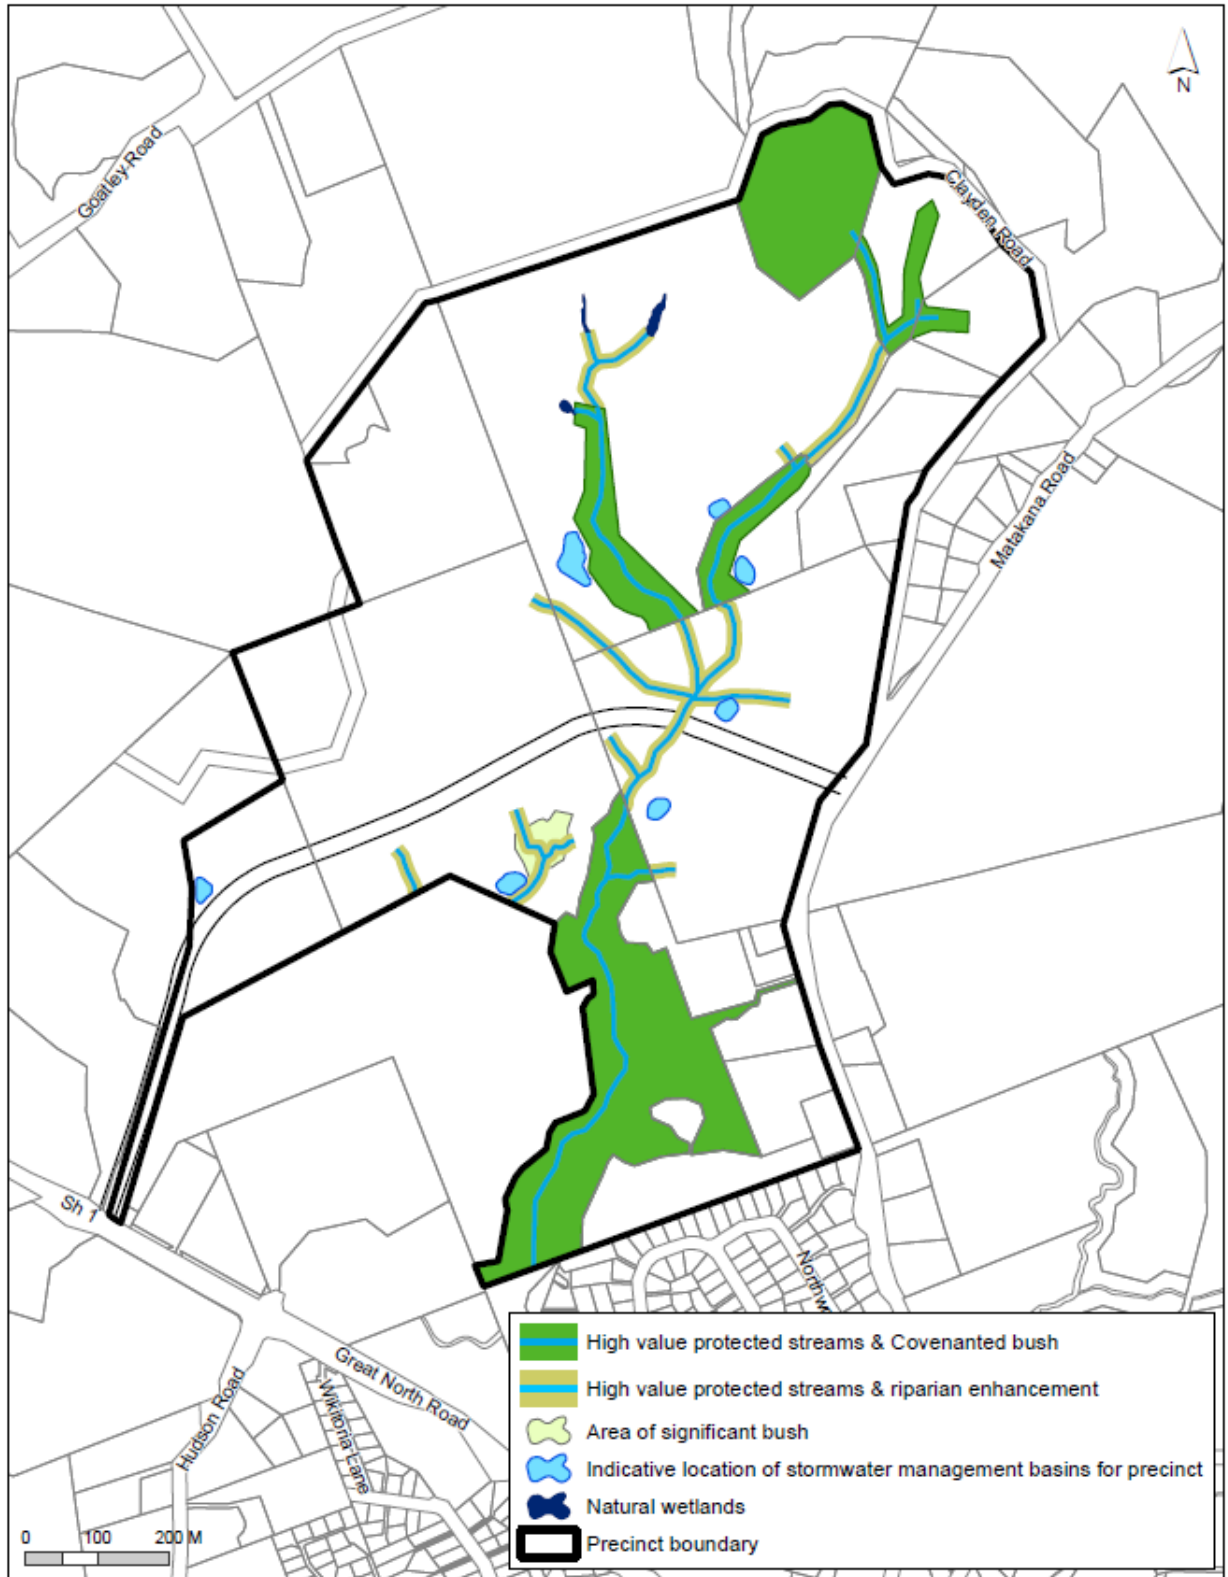 N
Goatley Road
Clayden Road
Matakana Road
Sh 1
Northw
Great North Road
Hudson Road
Wikitoria Lane
High value protected streams & Covenanted bush
High value protected streams & riparian enhancement
Area of significant bush
Indicative location of stormwater management basins for precinct
Natural wetlands
Precinct boundary
0 100 200 M